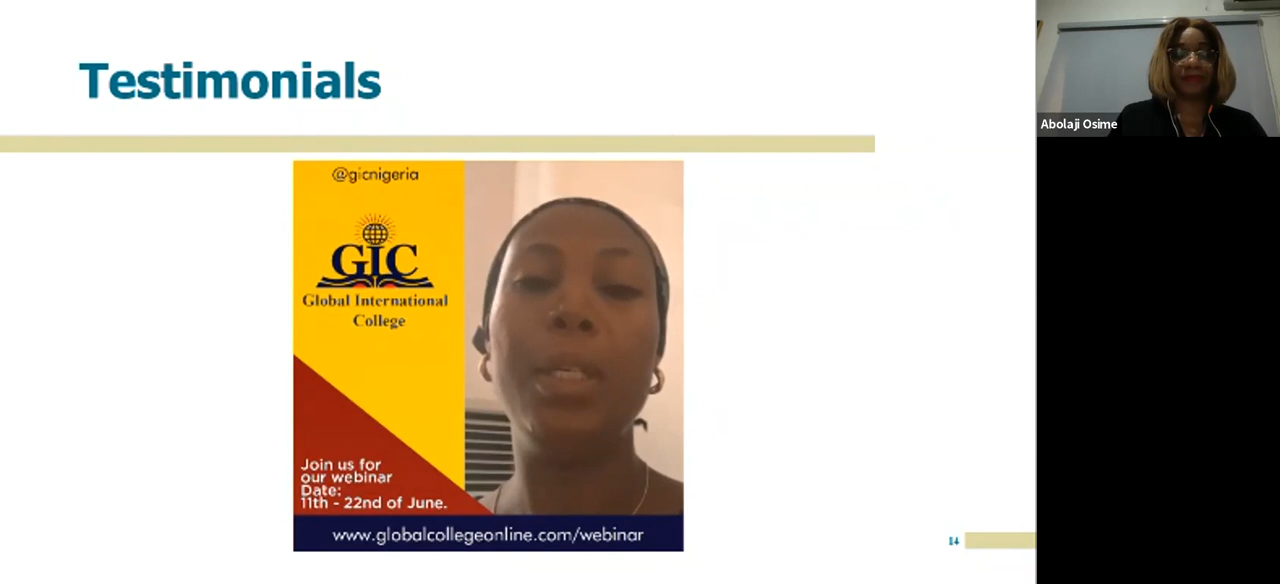 Testimonials
@gicnigeria
GIC
Global International
College
Join us for
our webinar
Date:
11th - 22nd of June.
www.globalcollegeonline.com/webinar
14
Abolaji Osime